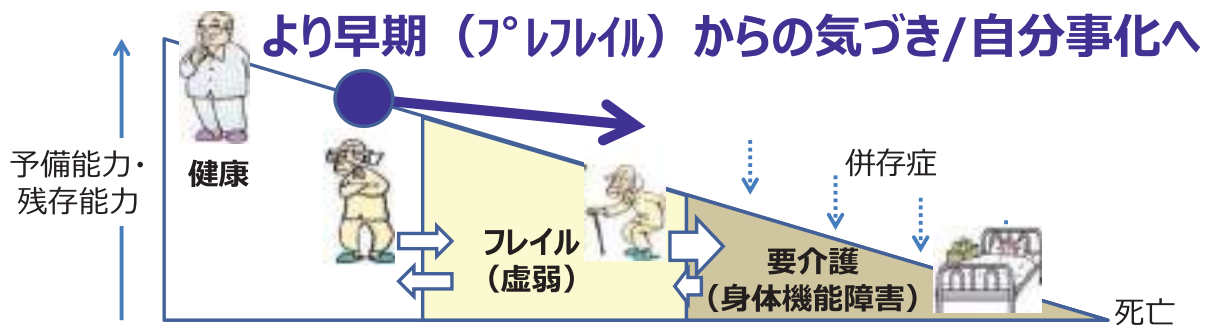 より早期（ﾌﾟﾚﾌﾚｲﾙ）からの気づき/自分事化へ
予備能力・
残存能力
健康
フレイル
（虚弱）
併存症
要介護
（身体機能障害）
死亡